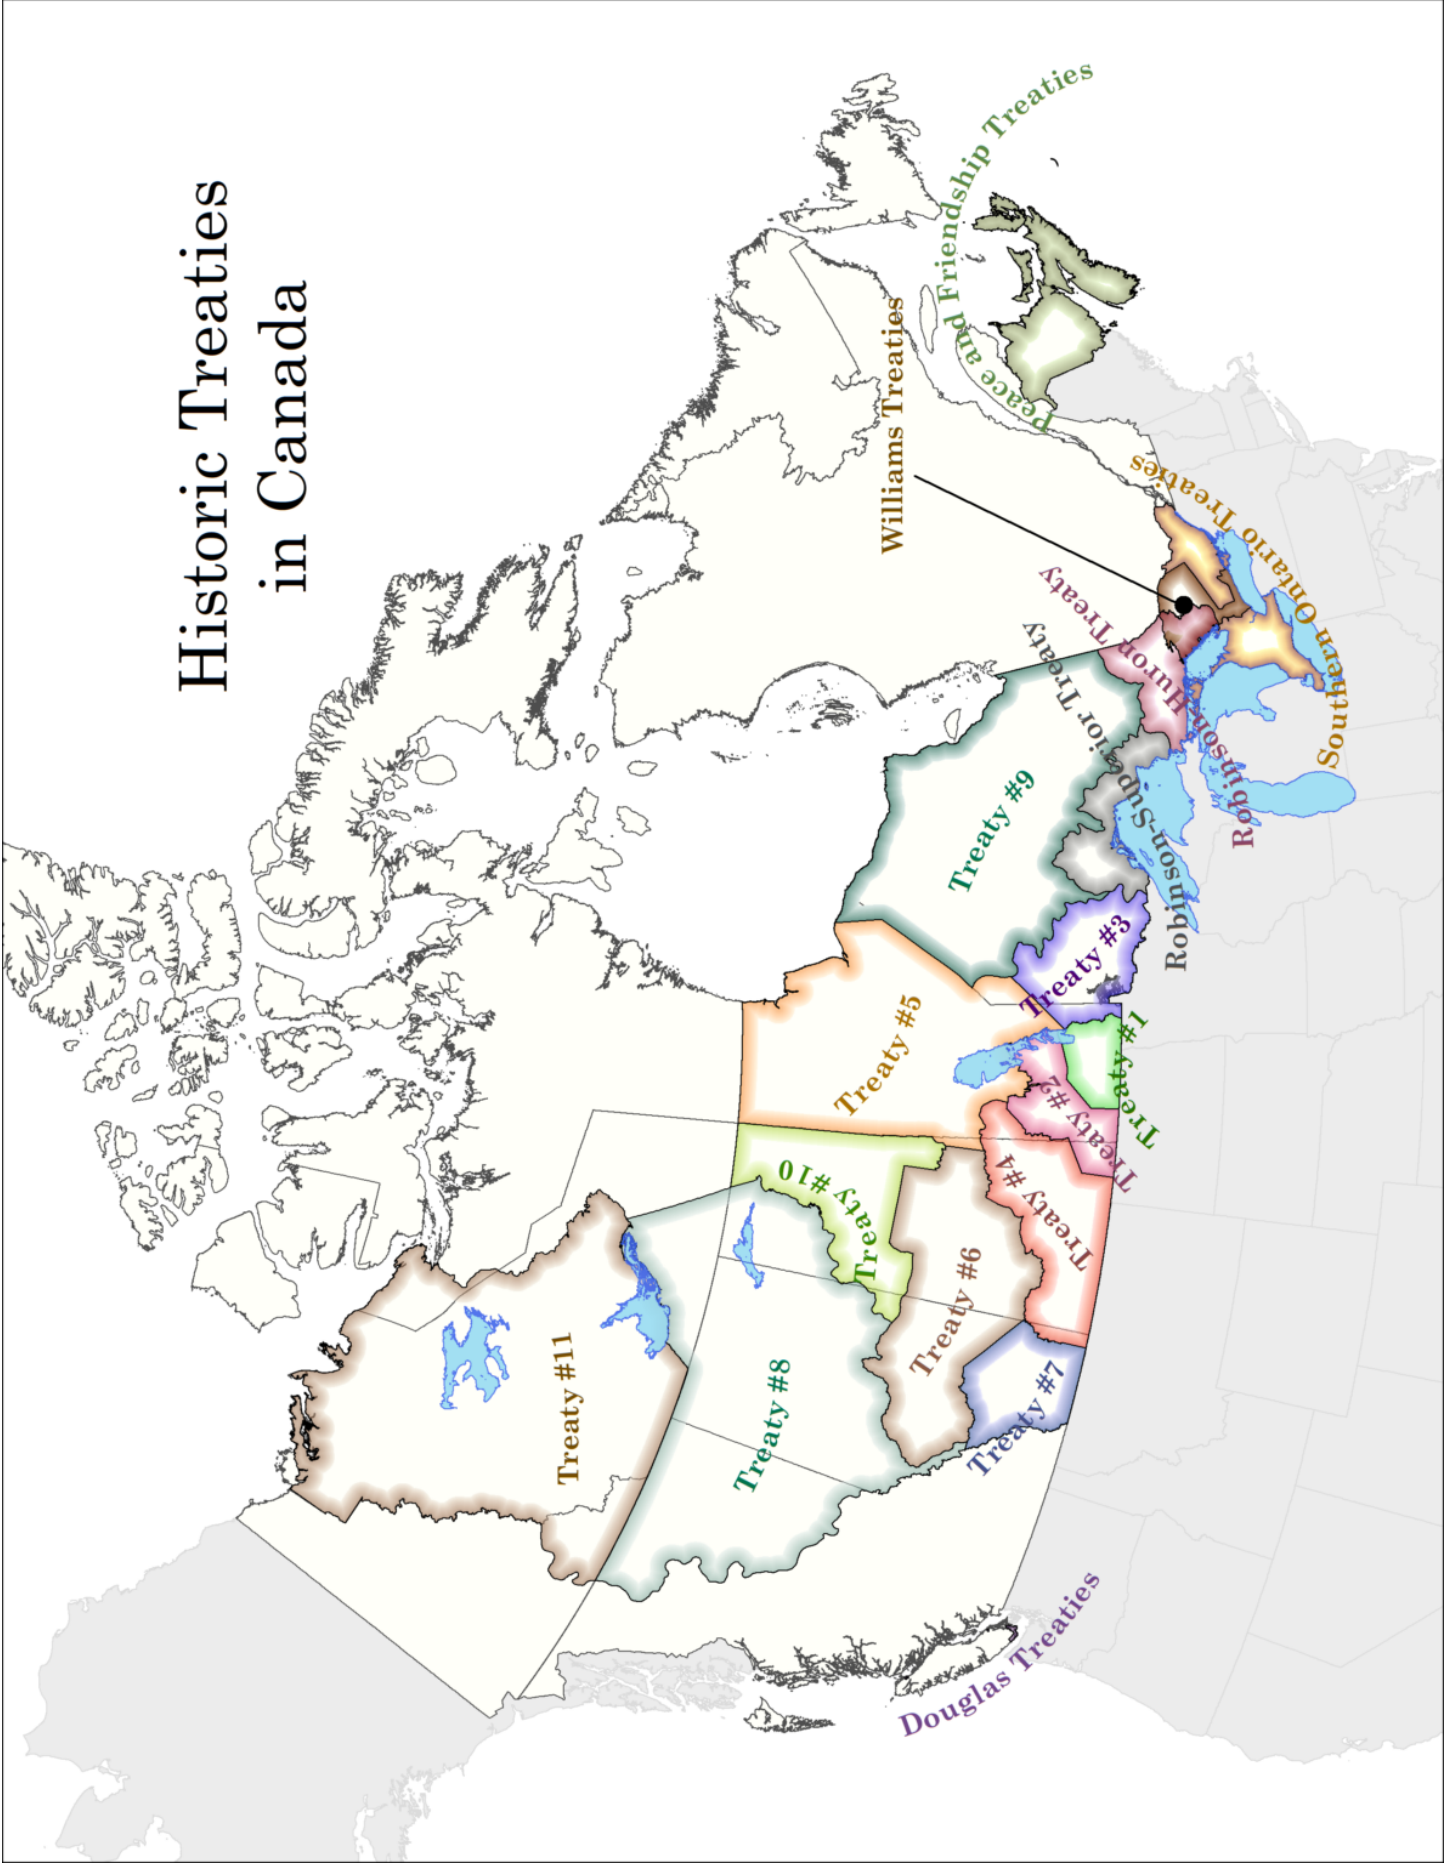 Historic Treaties
in Canada
Peace and Friendship Treaties
Williams Treaties
Southern Ontario Treaties
Robinson-Huron Treaty
Robinson-Superior Treaty
Treaty #9
Treaty #3
Treaty #5
Treaty #1
Treaty #2
Treaty #4
Treaty #10
Treaty #6
Treaty #7
Treaty #8
Treaty #11
Douglas Treaties